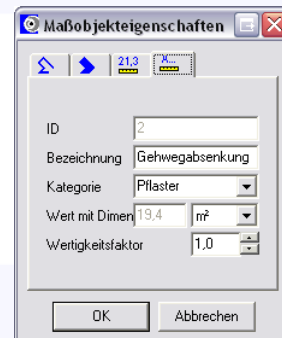 Maßobjekteigenschaften
21,3
X...
ID 2
Bezeichnung Gehwegabsenkung
Kategorie Pflaster
Wert mit Dimen 19,4 m²
Wertigkeitsfaktor 1,0
OK Abbrechen